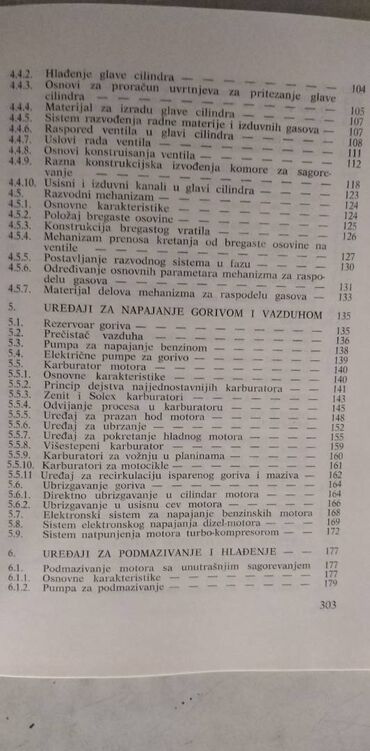 4.4.2. Hlađenje glave cilindra — — — — — — — 104
4.4.3. Osnovi za proračun uvrtnjeva za pritezanje glave
cilindra — — — — — — — — — — 105
4.4.4. Materijal za izradu glave cilindra — — — — 107
4.4.5. Sistem razvođenja radne materije i izduvnih gasova — 107
4.4.6. Raspored ventila u glavi cilindra — — — — 108
4.4.7. Uslovi rada ventila — — — — — — — 111
4.4.8. Osnovi konstruisanja ventila — — — — — 112
4.4.9. Razna konstrukcijska izvođenja komore za sagore-
vanje — — — — — — — — — — 118
4.4.10. Usisni i izduvni kanali u glavi cilindra — — — 123
4.5. Razvodni mehanizam — — — — — — — 124
4.5.1. Osnovne karakteristike — — — — — — 124
4.5.2. Položaj bregaste osovine — — — — — — 125
4.5.3. Konstrukcija bregastog vratila — — — — — 126
4.5.4. Mehanizam prenosa kretanja od bregaste osovine na
ventile — — — — — — — — — — 127
4.5.5. Postavljanje razvodnog sistema u fazu — — — 130
4.5.6. Određivanje osnovnih parametara mehanizma za raspo-
delu gasova — — — — — — — — — 131
4.5.7. Materijal delova mehanizma za raspodelu gasova — 133
5. UREĐAJI ZA NAPAJANJE GORIVOM I VAZDUHOM 135
5.1. Rezervoar goriva — — — — — — — — 135
5.2. Prečistač vazduha — — — — — — — 136
5.3. Pumpa za napajanje benzinom — — — — — 138
5.4. Električne pumpe za gorivo — — — — — — 139
5.5. Karburator motora — — — — — — — 140
5.5.1. Osnovne karakteristike — — — — — — 140
5.5.2. Princip dejstva najjednostavnijih karburatora — — 141
5.5.3. Zenit i Solex karburatori — — — — — — 143
5.5.4. Odvijanje procesa u karburatoru — — — — 145
5.5.5. Uređaj za prazan hod motora — — — — — 148
5.5.6. Uređaj za ubrzanje — — — — — — — 152
5.5.7. Uređaj za pokretanje hladnog motora — — — 155
5.5.8. Višestepeni karburator — — — — — — 159
5.5.9. Karburatori za vožnju u planinama — — — — 160
5.5.10. Karburatori za motocikle — — — — — — 161
5.5.11 Uređaj za recirkulaciju isparenog goriva i maziva — 162
5.6. Ubrizgavanje goriva — — — — — — — 164
5.6.1. Direktno ubrizgavanje u cilindar motora — — — 164
5.6.2. Ubrizgavanje u usisnu cev motora — — — — 166
5.7. Elektronski sistem za napajanje benzinskih motora 168
5.8. Sistem elektronskog napajanja dizel-motora — — 169
5.9. Sistem natpunjenja motora turbo-kompresorom — — 172
6. UREĐAJI ZA PODMAZIVANJE I HLAĐENJE — — 177
6.1. Podmazivanje motora sa unutrašnjim sagorevanjem 177
6.1.1. Osnovne karakteristike — — — — — — 177
6.1.2. Pumpa za podmazivanje — — — — — — 179
303